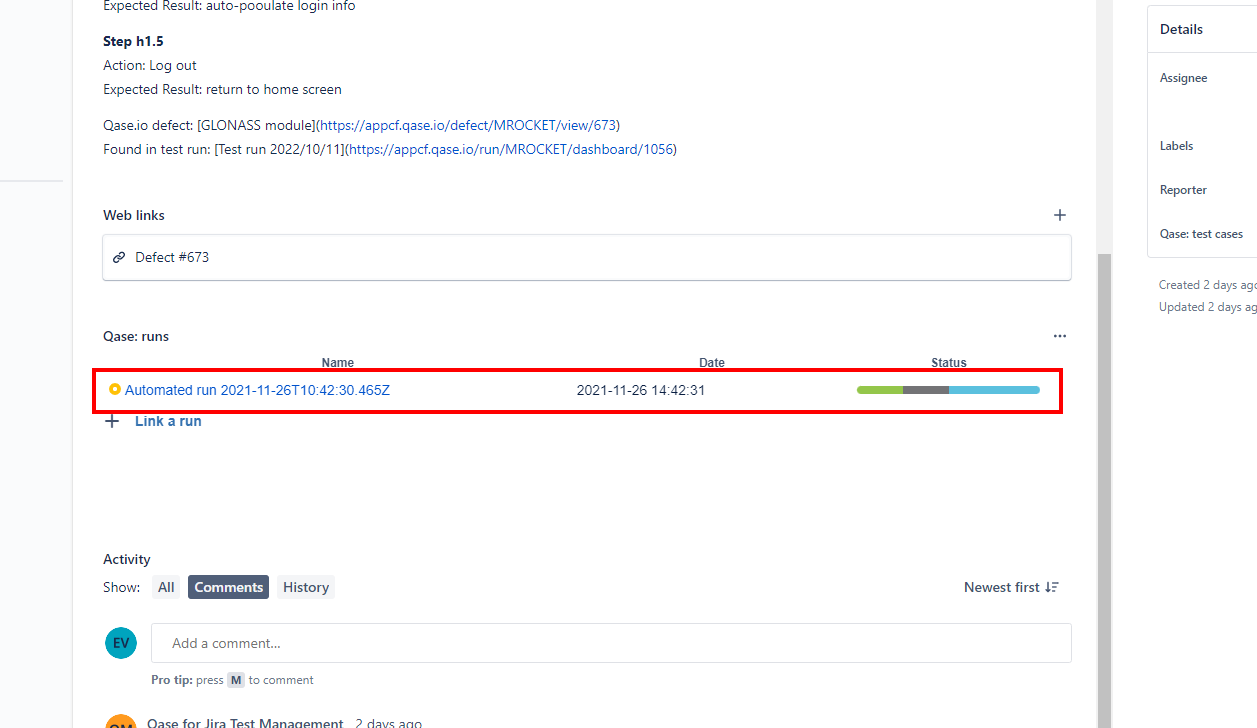 Expected Result: auto-pooulate login info
Step h1.5
Action: Log out
Expected Result: return to home screen
Qase.io defect: [GLONASS module](https://appcf.qase.io/defect/MROCKET/view/673)
Found in test run: [Test run 2022/10/11](https://appcf.qase.io/run/MROCKET/dashboard/1056)
Web links
Defect #673
Qase: runs
Name Date Status
Automated run 2021-11-26T10:42:30.465Z 2021-11-26 14:42:31
Link a run
Activity
Show: All Comments History Newest first
EV Add a comment...
Pro tip: press M to comment
Qase for Jira Test Management 2 days ago
Details
Assignee
Labels
Reporter
Qase: test cases
Created 2 days ago
Updated 2 days ag